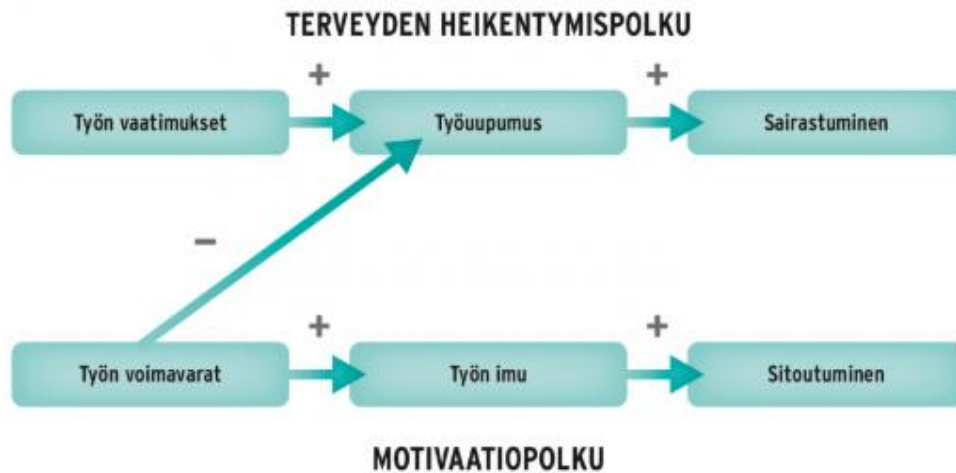 TERVEYDEN HEIKENTYMISPOLKU
+ +
Työn vaatimukset Työuupumus Sairastuminen
–
+ +
Työn voimavarat Työn imu Sitoutuminen
MOTIVAATIOPOLKU